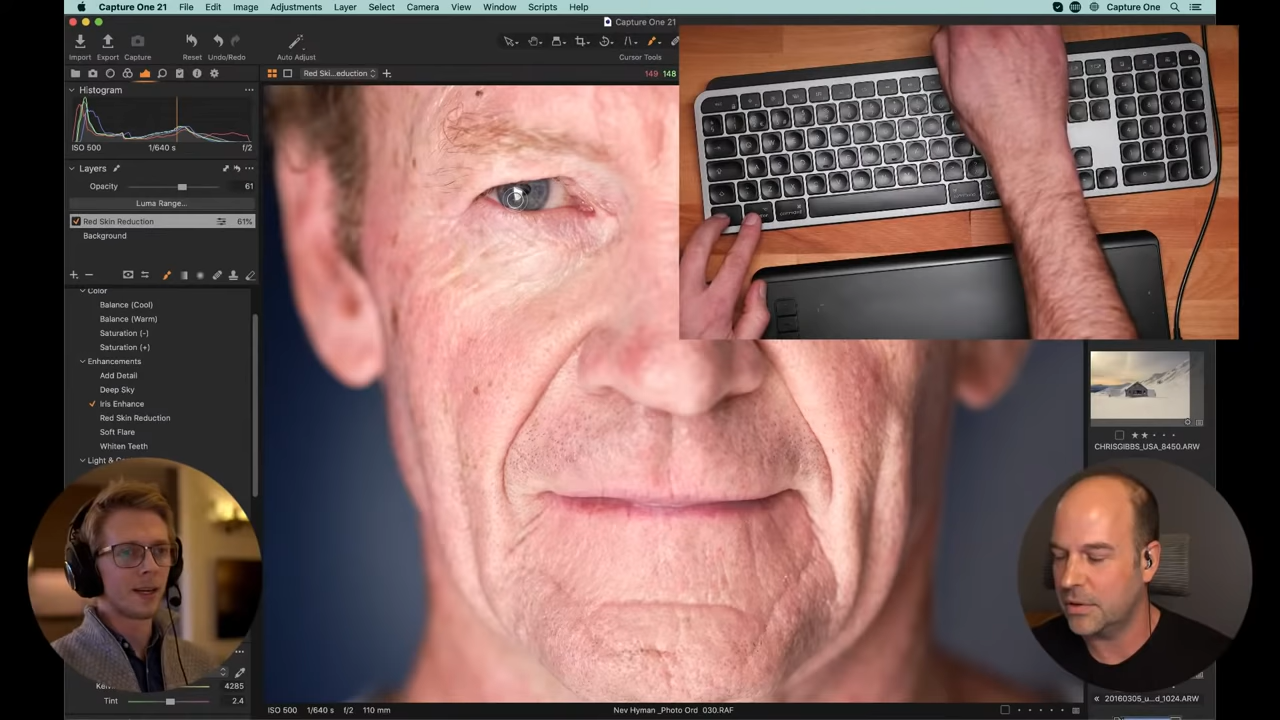 Capture One 21 File Edit Image Adjustments Layer Select Camera View Window Scripts Help Capture One
Capture One 21
Import Export Capture Reset Undo/Redo Auto Adjust Cursor Tools
Red Ski...eduction 149 148
Histogram
ISO 500 1/640 s f/2
Layers
Opacity 61
Luma Range...
Red Skin Reduction 61%
Background
Color
Balance (Cool)
Balance (Warm)
Saturation (-)
Saturation (+)
Enhancements
Add Detail
Deep Sky
Iris Enhance
Red Skin Reduction
Soft Flare
Whiten Teeth
CHRISGIBBS_USA_8450.ARW
4285
Tint 2.4
20160305_u...d_1024.ARW
ISO 500 1/640 s f/2 110 mm Nev Hyman _Photo Ord 030.RAF